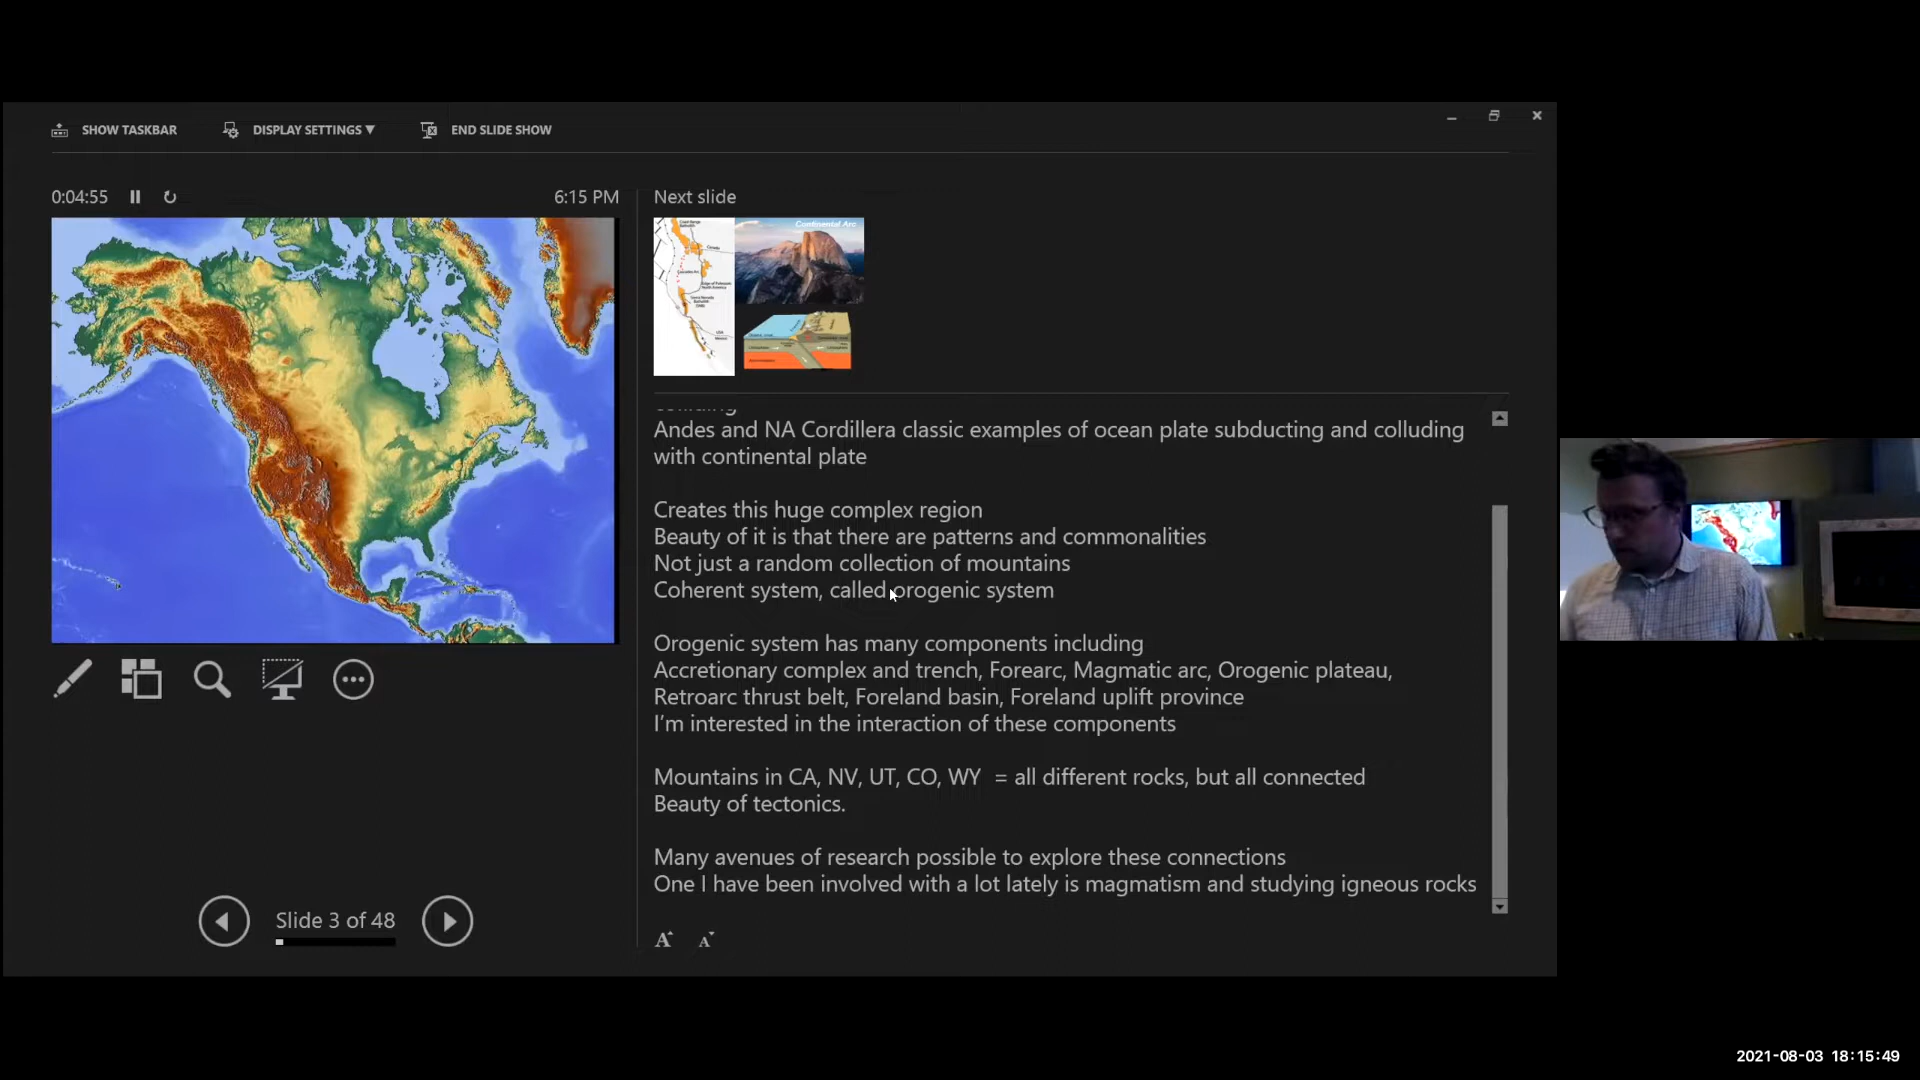 SHOW TASKBAR
DISPLAY SETTINGS ▼
END SLIDE SHOW
0:04:55
6:15 PM
Next slide
Continental Arc
Andes and NA Cordillera classic examples of ocean plate subducting and colluding
with continental plate
Creates this huge complex region
Beauty of it is that there are patterns and commonalities
Not just a random collection of mountains
Coherent system, called orogenic system
Orogenic system has many components including
Accretionary complex and trench, Forearc, Magmatic arc, Orogenic plateau,
Retroarc thrust belt, Foreland basin, Foreland uplift province
I’m interested in the interaction of these components
Mountains in CA, NV, UT, CO, WY = all different rocks, but all connected
Beauty of tectonics.
Many avenues of research possible to explore these connections
One I have been involved with a lot lately is magmatism and studying igneous rocks
Slide 3 of 48
A A
2021-08-03 18:15:49